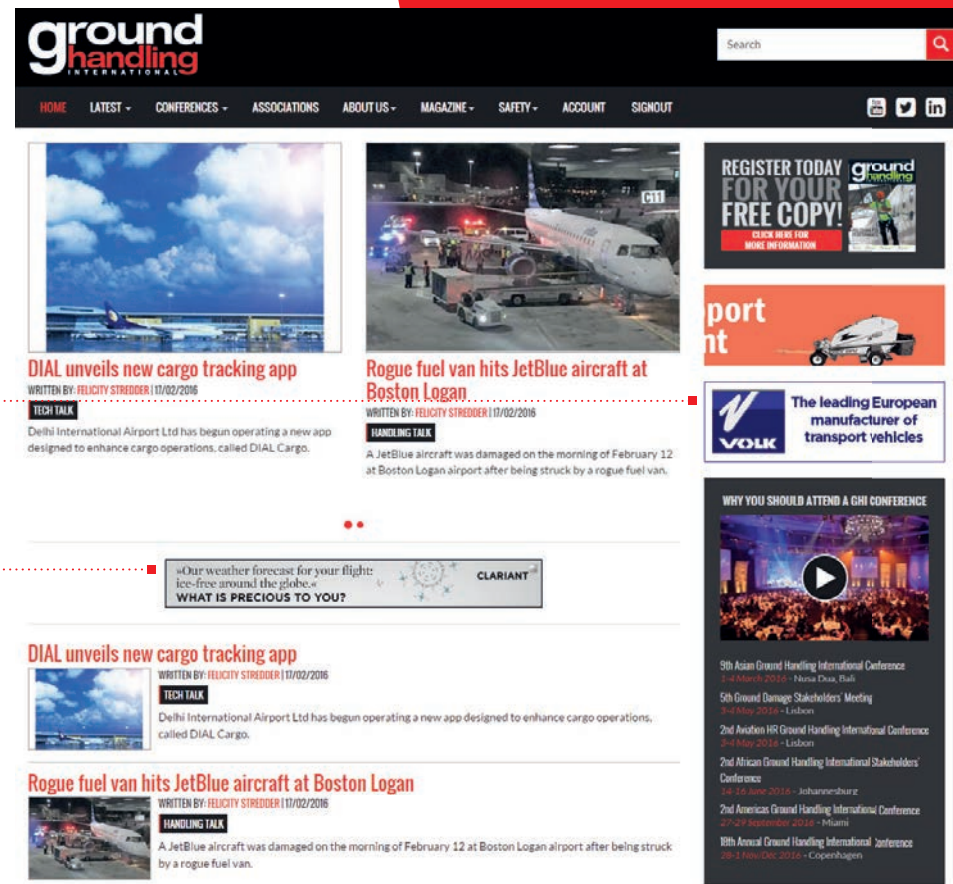 ground
handling
INTERNATIONAL
Search
HOME LATEST CONFERENCES ASSOCIATIONS ABOUT US MAGAZINE SAFETY ACCOUNT SIGNOUT
You
in
C11
DIAL unveils new cargo tracking app
WRITTEN BY: FELICITY STREDDER | 17/02/2016
TECH TALK
Delhi International Airport Ltd has begun operating a new app
designed to enhance cargo operations, called DIAL Cargo.
Rogue fuel van hits JetBlue aircraft at
Boston Logan
WRITTEN BY: FELICITY STREDDER | 17/02/2016
HANDLING TALK
A JetBlue aircraft was damaged on the morning of February 12
at Boston Logan airport after being struck by a rogue fuel van.
»Our weather forecast for your flight:
ice-free around the globe.«
WHAT IS PRECIOUS TO YOU?
CLARIANT
DIAL unveils new cargo tracking app
WRITTEN BY: FELICITY STREDDER | 17/02/2016
TECH TALK
Delhi International Airport Ltd has begun operating a new app designed to enhance cargo operations,
called DIAL Cargo.
Rogue fuel van hits JetBlue aircraft at Boston Logan
WRITTEN BY: FELICITY STREDDER | 17/02/2016
HANDLING TALK
A JetBlue aircraft was damaged on the morning of February 12 at Boston Logan airport after being struck
by a rogue fuel van.
REGISTER TODAY
FOR YOUR
FREE COPY!
CLICK HERE FOR
MORE INFORMATION
ground
handling
port
nt
VOLK
The leading European
manufacturer of
transport vehicles
WHY YOU SHOULD ATTEND A GHI CONFERENCE
9th Asian Ground Handling International Conference
1-4 March 2016 - Nusa Dua, Bali
5th Ground Damage Stakeholders' Meeting
3-4 May 2016 - Lisbon
2nd Aviation HR Ground Handling International Conference
3-4 May 2016 - Lisbon
2nd African Ground Handling International Stakeholders'
Conference
14-16 June 2016 - Johannesburg
2nd Americas Ground Handling International Conference
27-29 September 2016 - Miami
18th Annual Ground Handling International Conference
28-1 Nov/Dec 2016 - Copenhagen